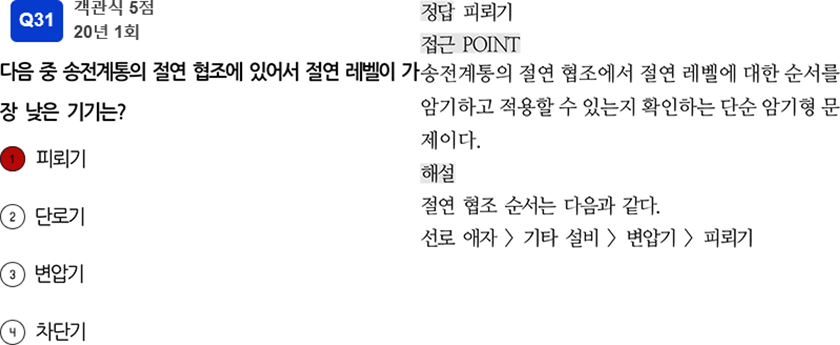 Q31
객관식 5점
20년 1회
다음 중 송전계통의 절연 협조에 있어서 절연 레벨이 가
장 낮은 기기는?
1 피뢰기
2 단로기
3 변압기
4 차단기
정답 피뢰기
접근 POINT
송전계통의 절연 협조에서 절연 레벨에 대한 순서를
암기하고 적용할 수 있는지 확인하는 단순 암기형 문
제이다.
해설
절연 협조 순서는 다음과 같다.
선로 애자 > 기타 설비 > 변압기 > 피뢰기